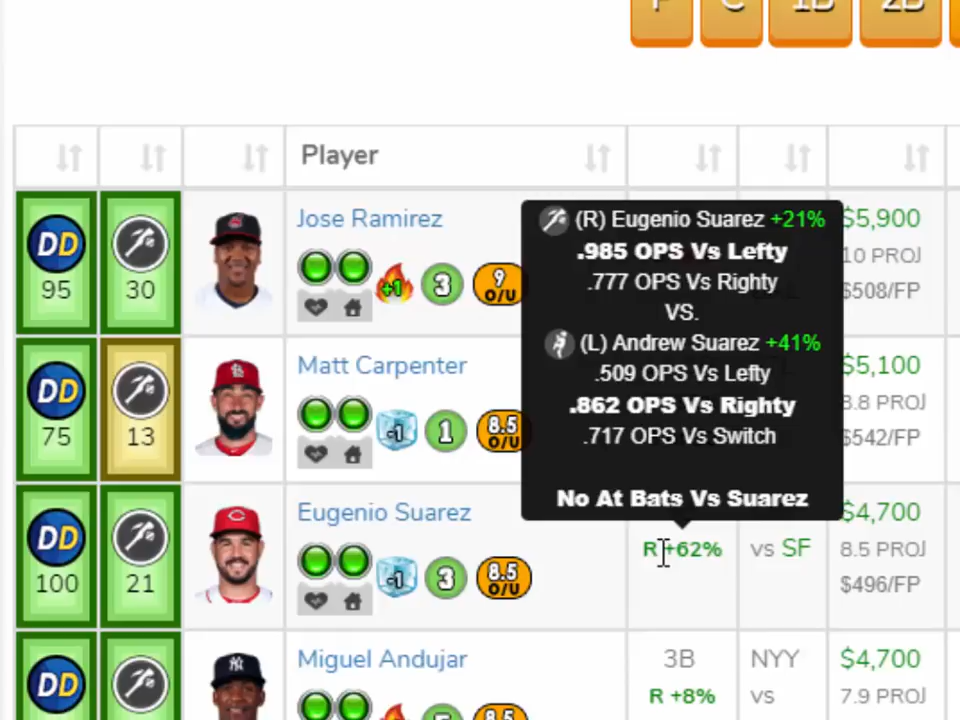 P C 1B 2B
Player
DD
95
30
Jose Ramirez
+1 3 9 O/U
$5,900
10 PROJ
$508/FP
(R) Eugenio Suarez +21%
.985 OPS Vs Lefty
.777 OPS Vs Righty
VS.
(L) Andrew Suarez +41%
.509 OPS Vs Lefty
.862 OPS Vs Righty
.717 OPS Vs Switch
No At Bats Vs Suarez
DD
75
13
Matt Carpenter
-1 1 8.5 O/U
$5,100
8.8 PROJ
$542/FP
DD
100
21
Eugenio Suarez
-1 3 8.5 O/U
R +62%
vs SF
$4,700
8.5 PROJ
$496/FP
DD
Miguel Andujar
3B
R +8%
NYY
vs
$4,700
7.9 PROJ